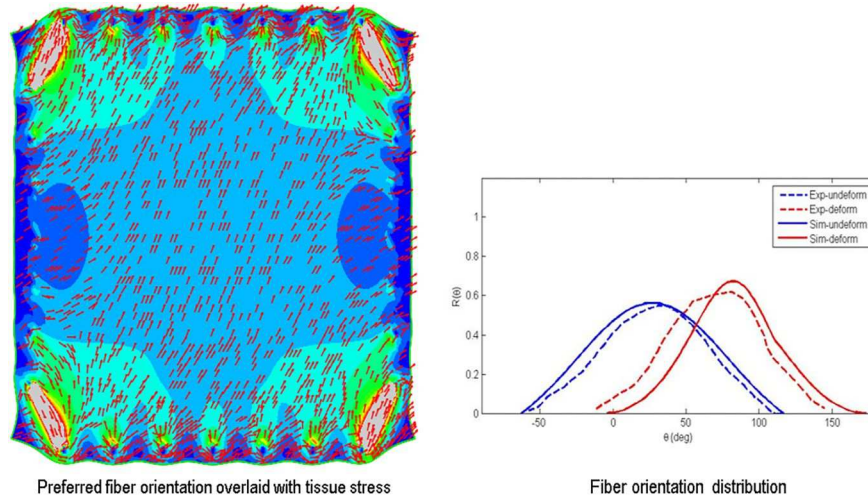 1
0.8
0.6
0.4
0.2
0
R(θ)
-50 0 50 100 150
θ (deg)
Exp-undeform
Exp-deform
Sim-undeform
Sim-deform
Preferred fiber orientation overlaid with tissue stress
Fiber orientation distribution